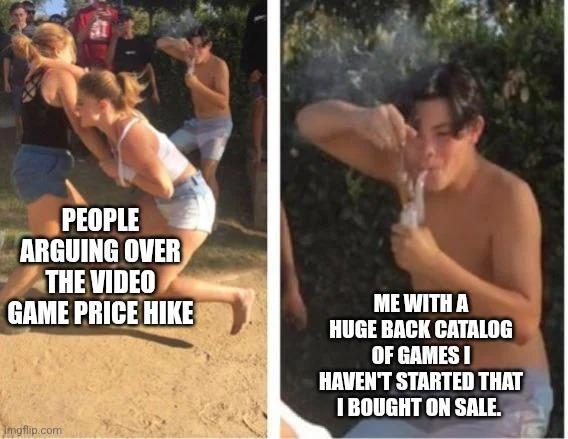 PEOPLE
ARGUING OVER
THE VIDEO
GAME PRICE HIKE
ME WITH A
HUGE BACK CATALOG
OF GAMES I
HAVEN'T STARTED THAT
I BOUGHT ON SALE.
imgflip.com